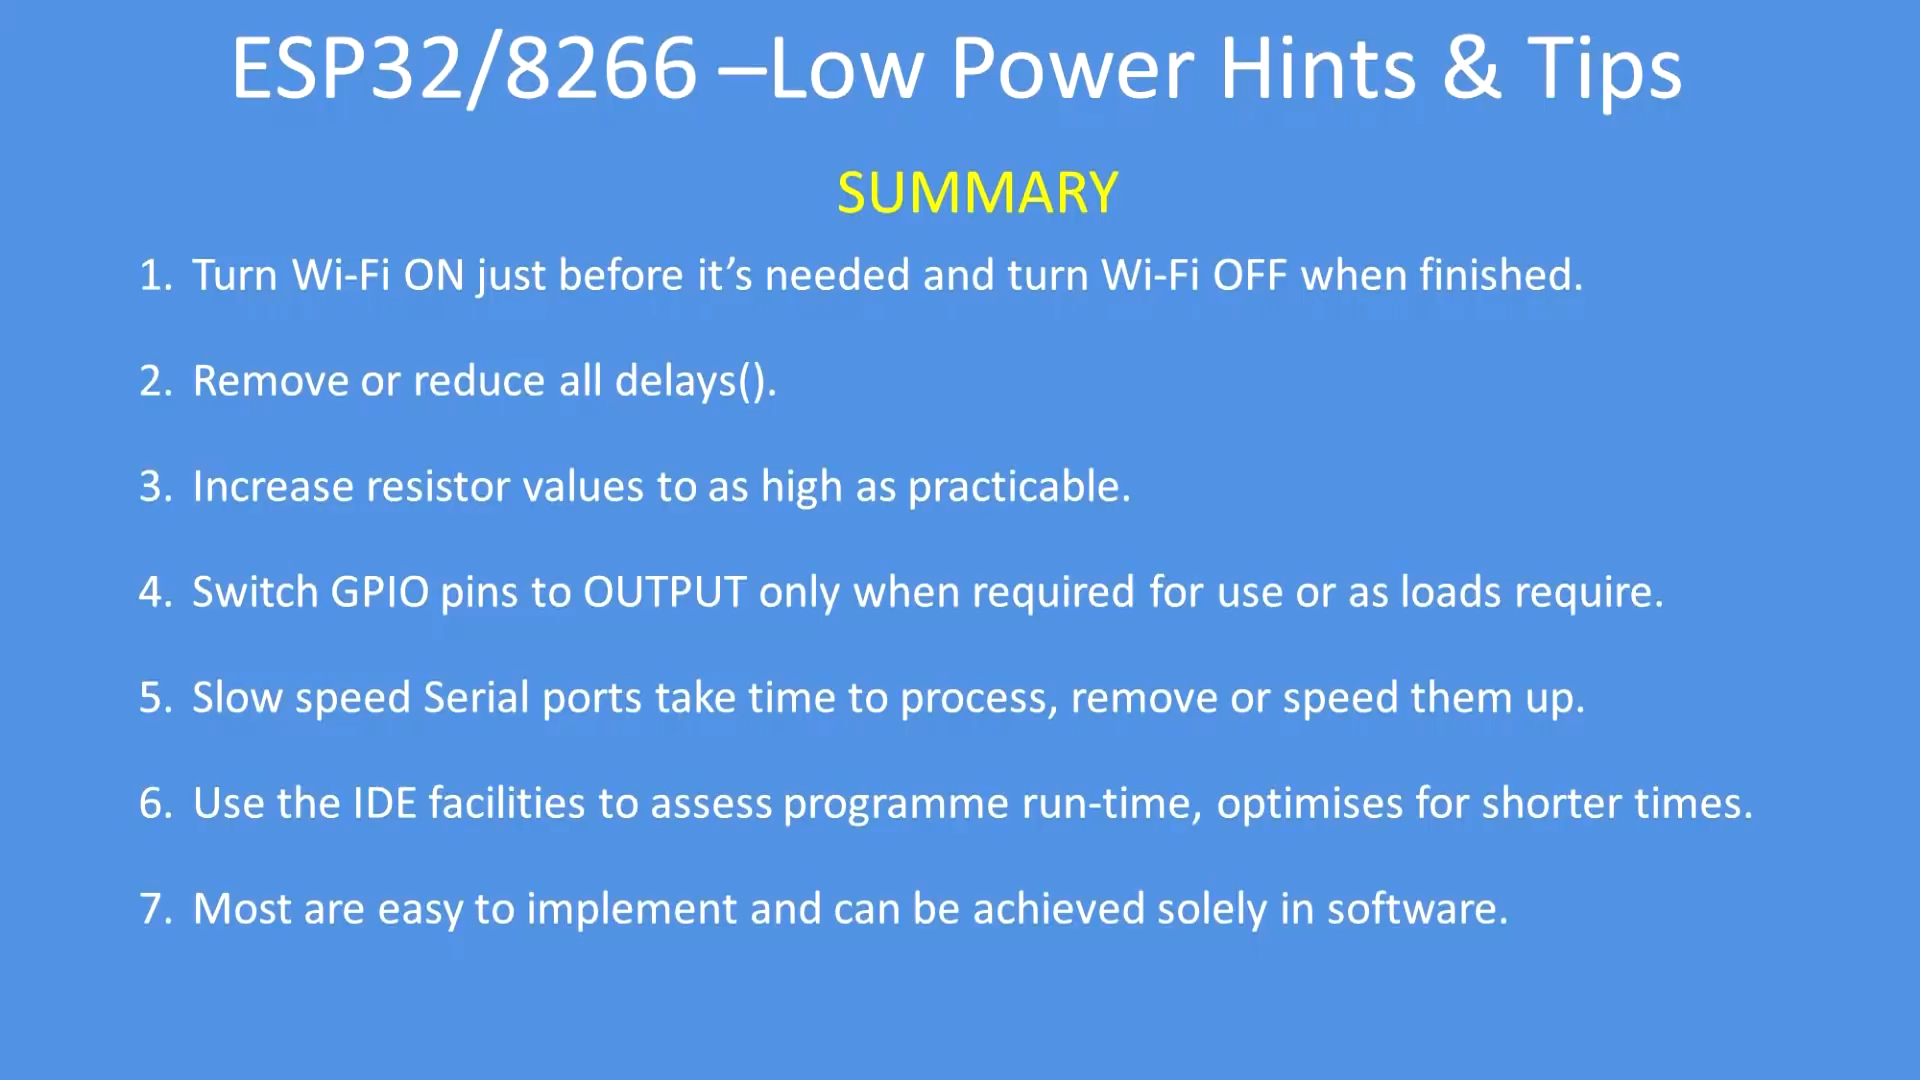 ESP32/8266 –Low Power Hints & Tips
SUMMARY
1. Turn Wi-Fi ON just before it’s needed and turn Wi-Fi OFF when finished.
2. Remove or reduce all delays().
3. Increase resistor values to as high as practicable.
4. Switch GPIO pins to OUTPUT only when required for use or as loads require.
5. Slow speed Serial ports take time to process, remove or speed them up.
6. Use the IDE facilities to assess programme run-time, optimises for shorter times.
7. Most are easy to implement and can be achieved solely in software.